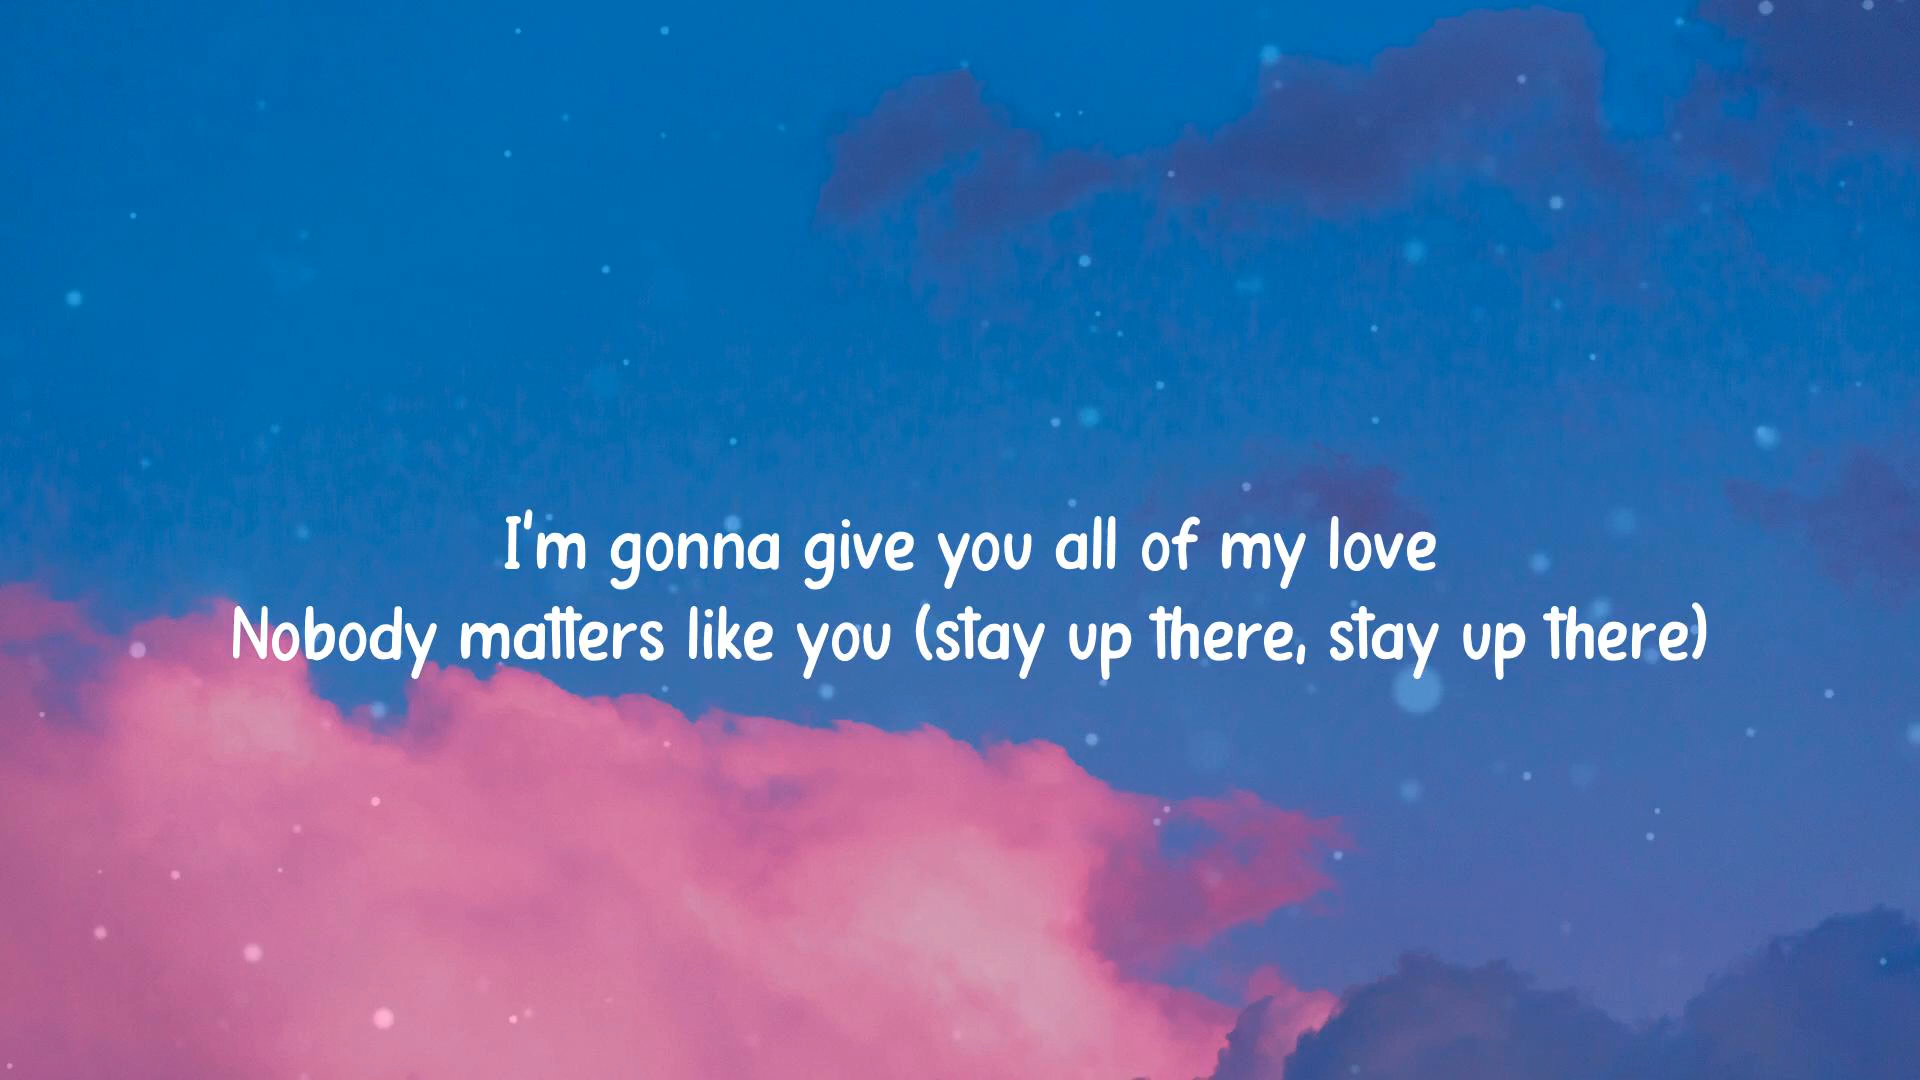 I'm gonna give you all of my love
Nobody matters like you (stay up there, stay up there)